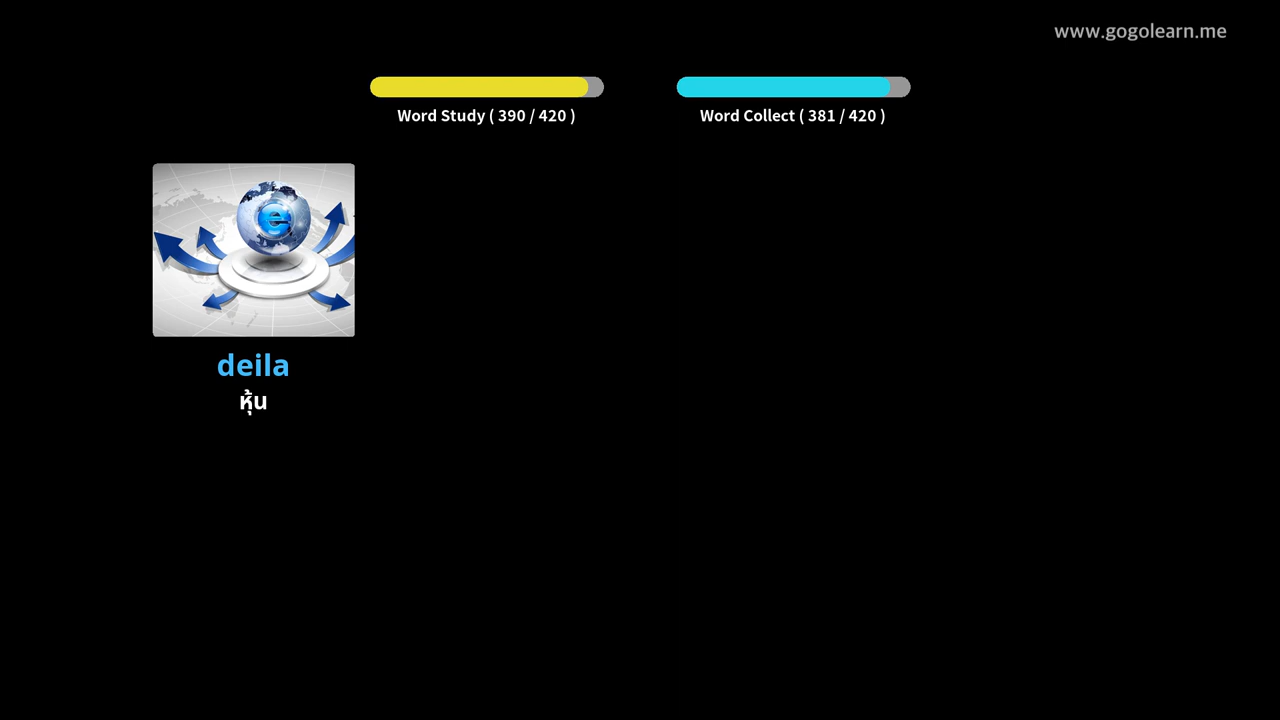 www.gogolearn.me
Word Study ( 390 / 420 )
Word Collect ( 381 / 420 )
e
deila
หุ้น